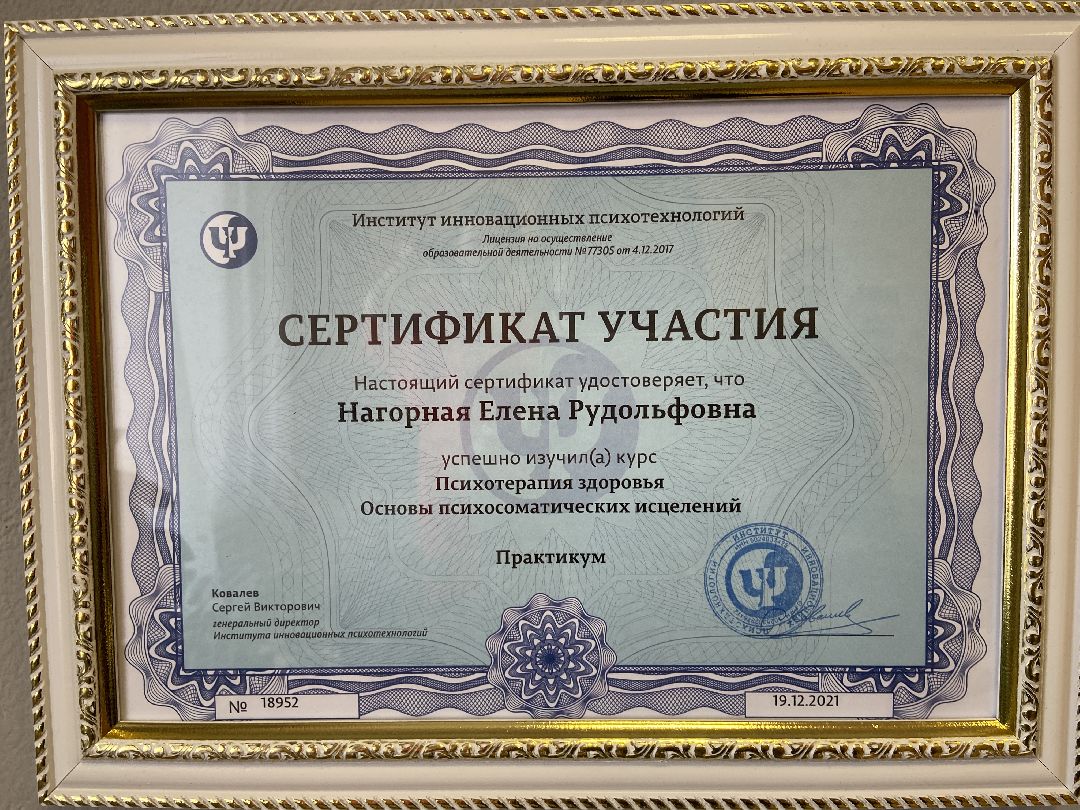 Институт инновационных психотехнологий
Лицензия на осуществление
образовательной деятельности №77305 от 4.12.2017
СЕРТИФИКАТ УЧАСТИЯ
Настоящий сертификат удостоверяет, что
Нагорная Елена Рудольфовна
успешно изучил(а) курс
Психотерапия здоровья
Основы психосоматических исцелений
Практикум
Ковалев
Сергей Викторович
генеральный директор
Института инновационных психотехнологий
ИНСТИТУТ
№ 18952
19.12.2021